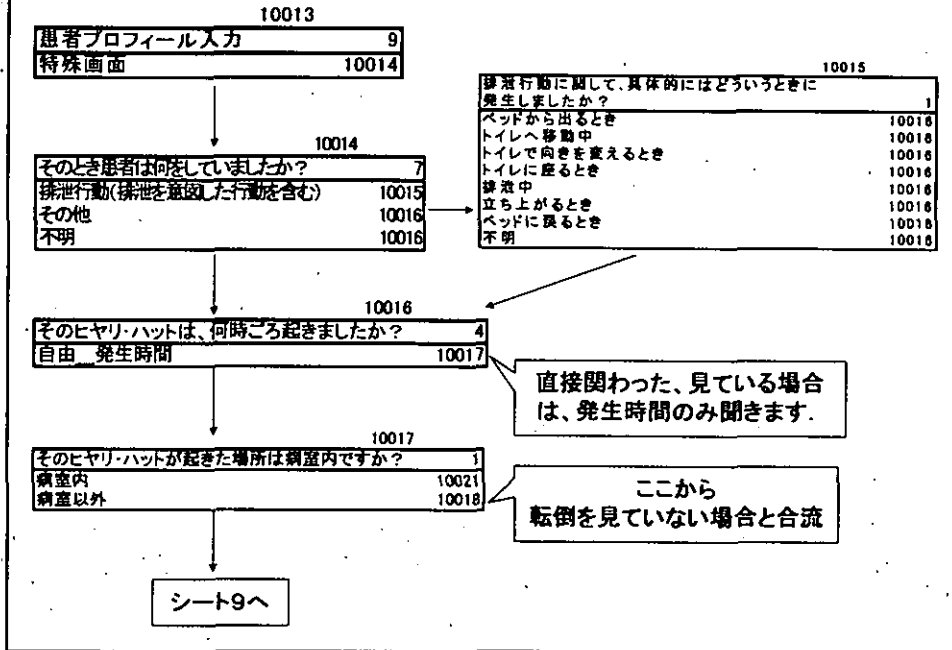 10013
患者プロフィール入力 9
特殊画面 10014
10014
そのとき患者は何をしていましたか? 7
排泄行動(排泄を意図した行動を含む) 10015
その他 10016
不明 10016
10015
排泄行動に関して、具体的にはどういうときに
発生しましたか? 1
ベッドから出るとき 10016
トイレへ移動中 10016
トイレで向きを変えるとき 10016
トイレに座るとき 10016
排泄中 10016
立ち上がるとき 10016
ベッドに戻るとき 10016
不明 10016
10016
そのヒヤリ・ハットは、何時ごろ起きましたか? 4
自由__発生時間 10017
直接関わった、見ている場合
は、発生時間のみ聞きます.
10017
そのヒヤリ・ハットが起きた場所は病室内ですか? 1
病室内 10021
病室以外 10018
ここから
転倒を見ていない場合と合流
シート9へ